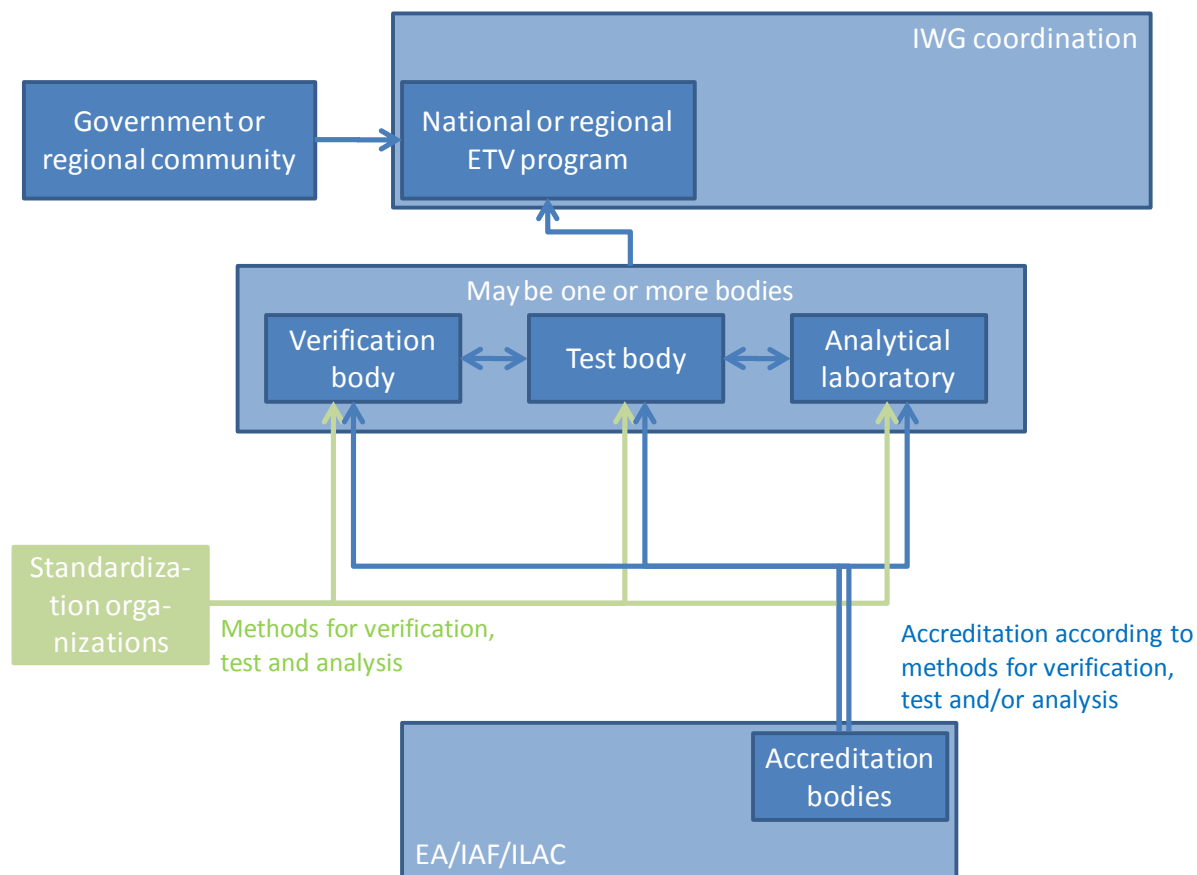 IWG coordination
Government or
regional community
National or regional
ETV program
May be one or more bodies
Verification
body
Test body
Analytical
laboratory
Standardiza-
tion orga-
nizations
Methods for verification,
test and analysis
Accreditation according to
methods for verification,
test and/or analysis
Accreditation
bodies
EA/IAF/ILAC